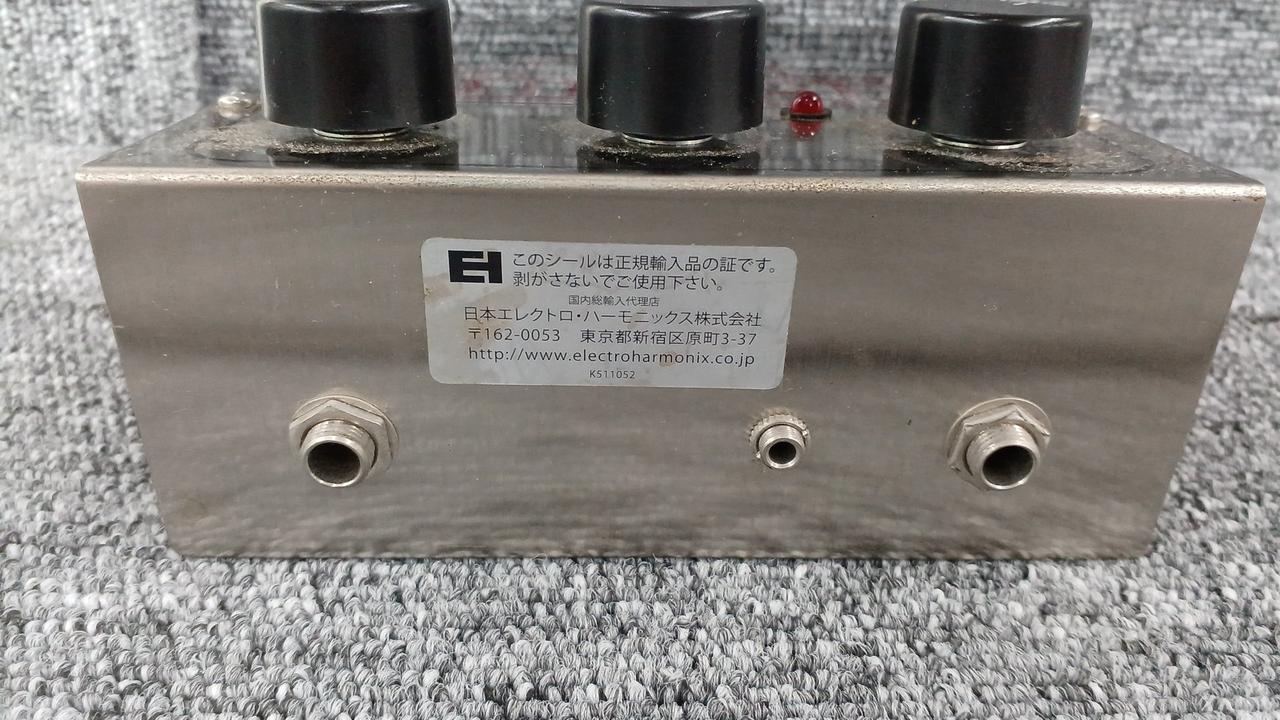 EH
このシールは正規輸入品の証です。
剥がさないでご使用下さい。
国内総輸入代理店
日本エレクトロ・ハーモニックス株式会社
〒162-0053 東京都新宿区原町3-37
http://www.electroharmonix.co.jp
K511052